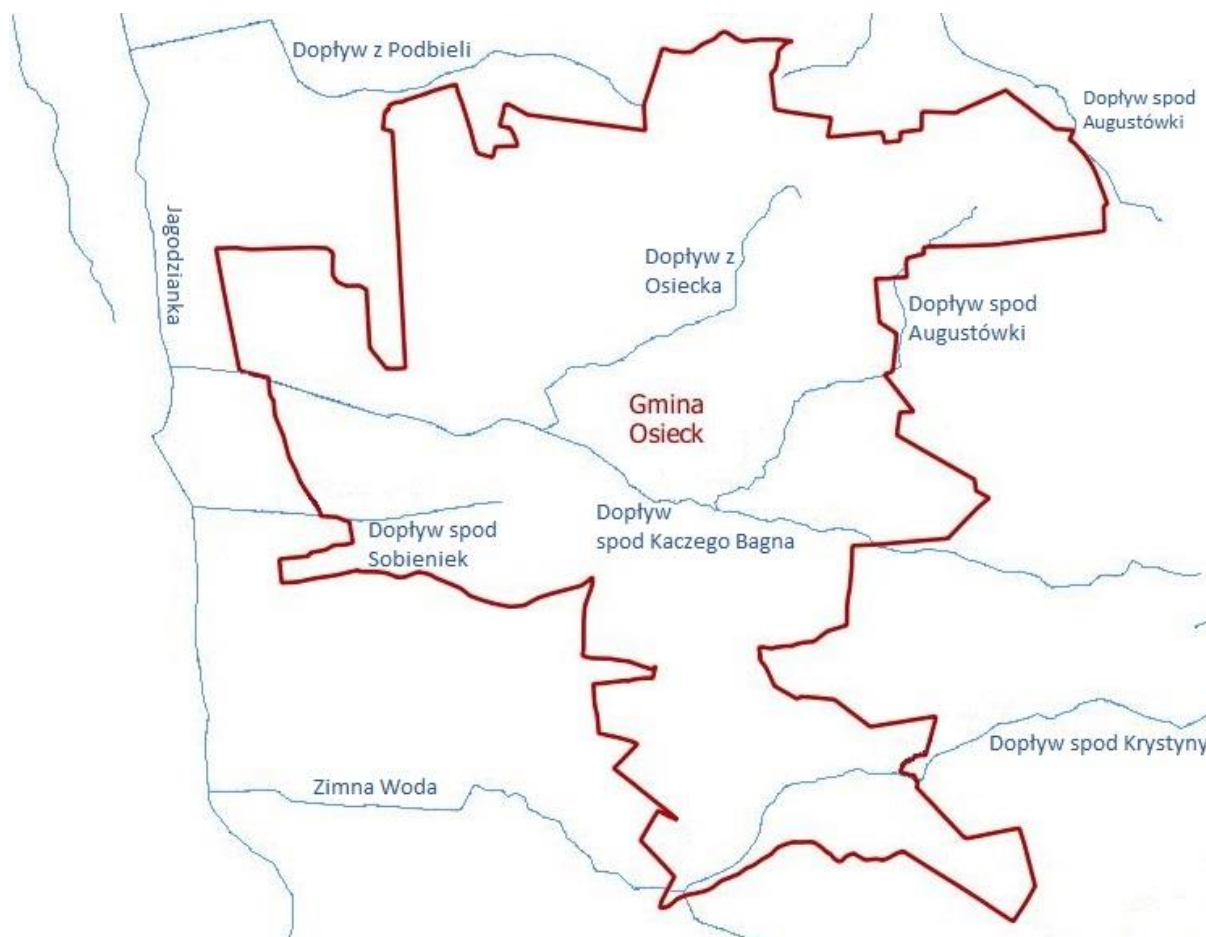 Dopływ z Podbieli
Dopływ spod
Augustówki
Jagodzianka
Dopływ z
Osiecka
Dopływ spod
Augustówki
Gmina
Osieck
Dopływ spod
Sobieniek
Dopływ
spod Kaczego Bagna
Dopływ spod Krystyny
Zimna Woda